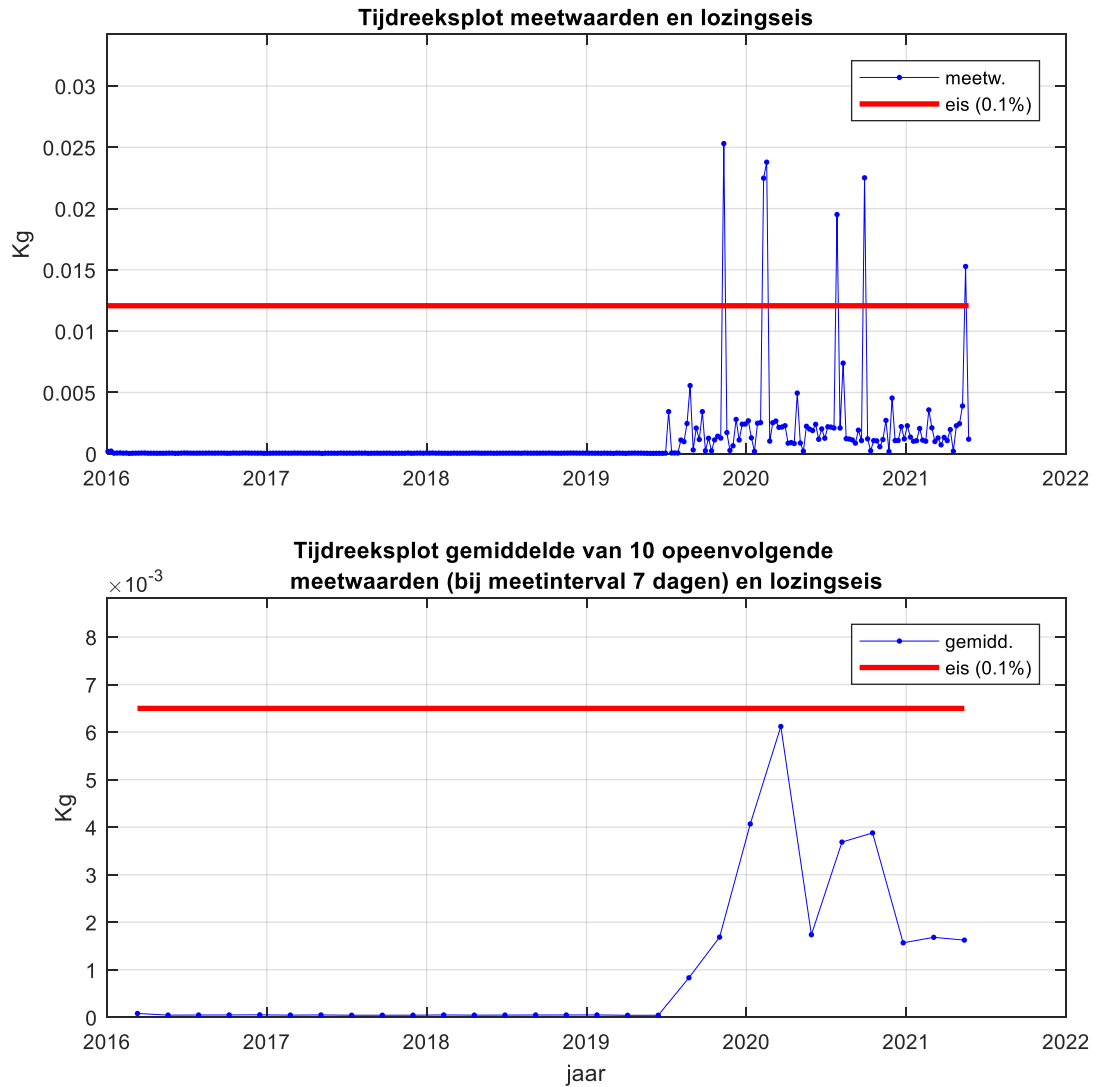 Tijdreeksplot meetwaarden en lozingseis
0.03
0.025
0.02
0.015
0.01
0.005
0
Kg
meetw.
eis (0.1%)
2016 2017 2018 2019 2020 2021 2022
Tijdreeksplot gemiddelde van 10 opeenvolgende
meetwaarden (bij meetinterval 7 dagen) en lozingseis
×10-3
8
7
6
5
4
3
2
1
0
Kg
gemidd.
eis (0.1%)
2016 2017 2018 2019 2020 2021 2022
jaar